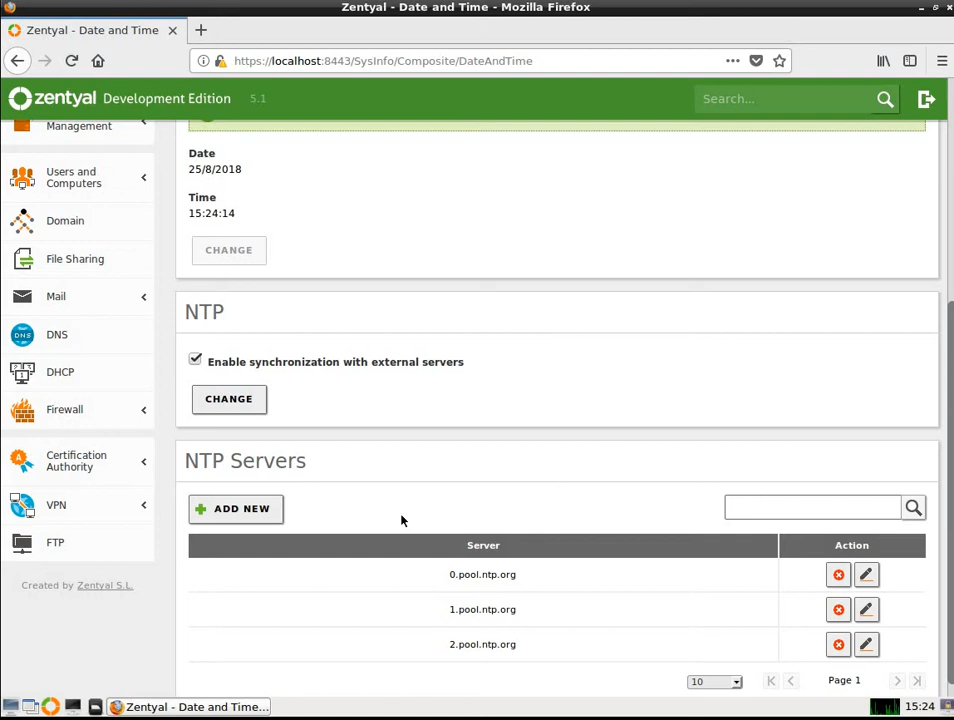 Zentyal - Date and Time - Mozilla Firefox
Zentyal - Date and Time
https://localhost:8443/SysInfo/Composite/DateAndTime
zentyal Development Edition 5.1
Search...
Management
Users and
Computers
Domain
File Sharing
Mail
DNS
DNS
DHCP
Firewall
Certification
Authority
VPN
FTP
Created by Zentyal S.L.
Date
25/8/2018
Time
15:24:14
CHANGE
NTP
Enable synchronization with external servers
CHANGE
NTP Servers
ADD NEW
Server Action
0.pool.ntp.org
1.pool.ntp.org
2.pool.ntp.org
10 Page 1
Zentyal - Date and Time...
15:24